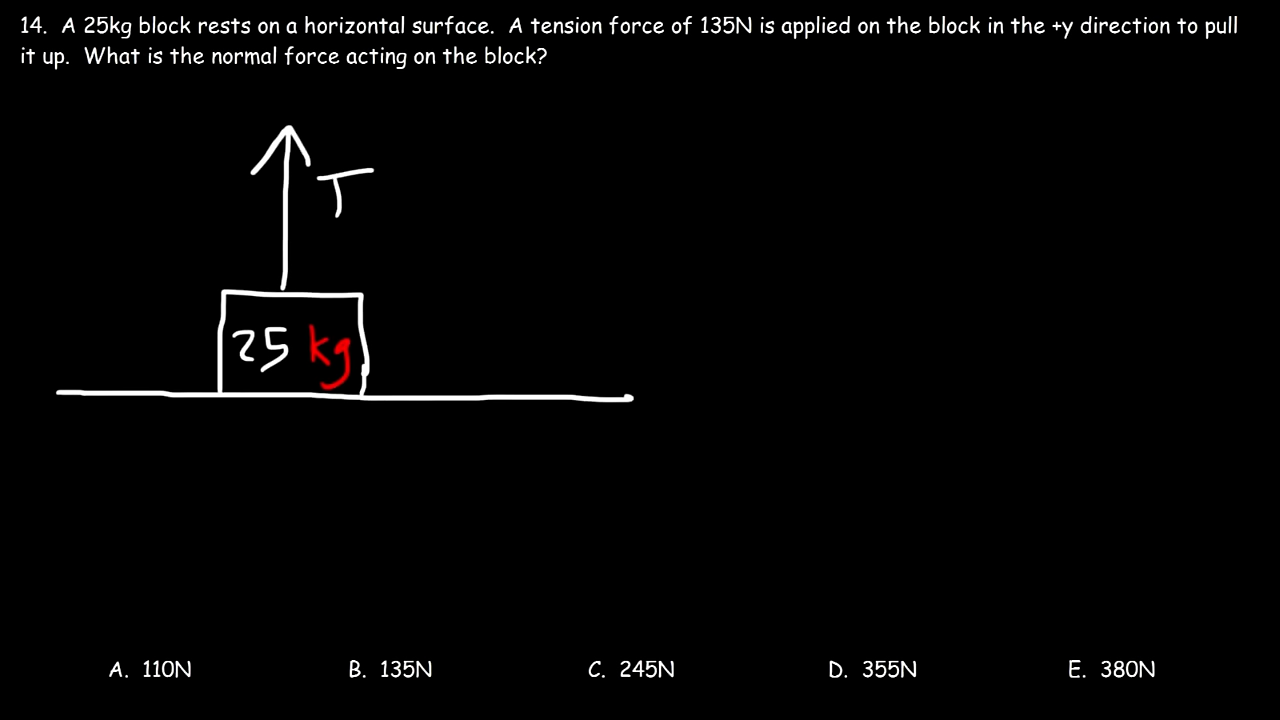 14. A 25kg block rests on a horizontal surface. A tension force of 135N is applied on the block in the +y direction to pull
it up. What is the normal force acting on the block?
T
25 kg
A. 110N B. 135N C. 245N D. 355N E. 380N